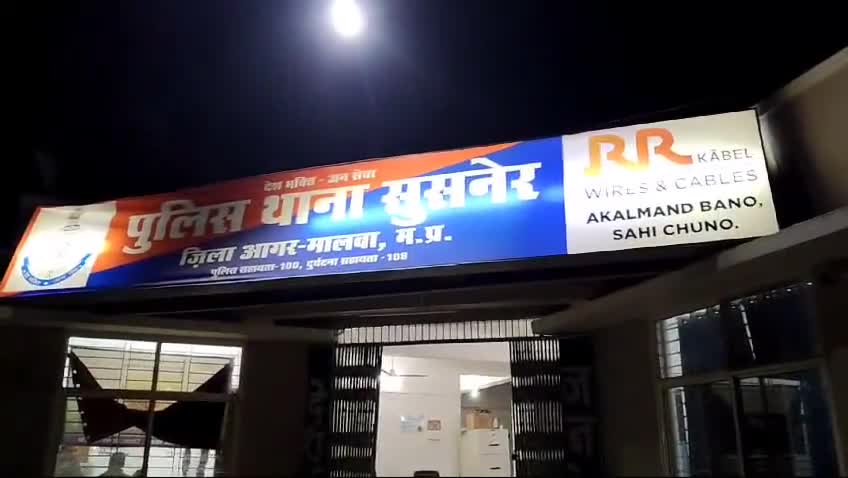 देश भक्ति - जन सेवा
पुलिस थाना सुसनेर
ज़िला आगर-मालवा, म.प्र.
पुलिस सहायता-100, दुर्घटना सहायता -108
RR KĀBEL
WIRES & CABLES
AKALMAND BANO,
SAHI CHUNO.